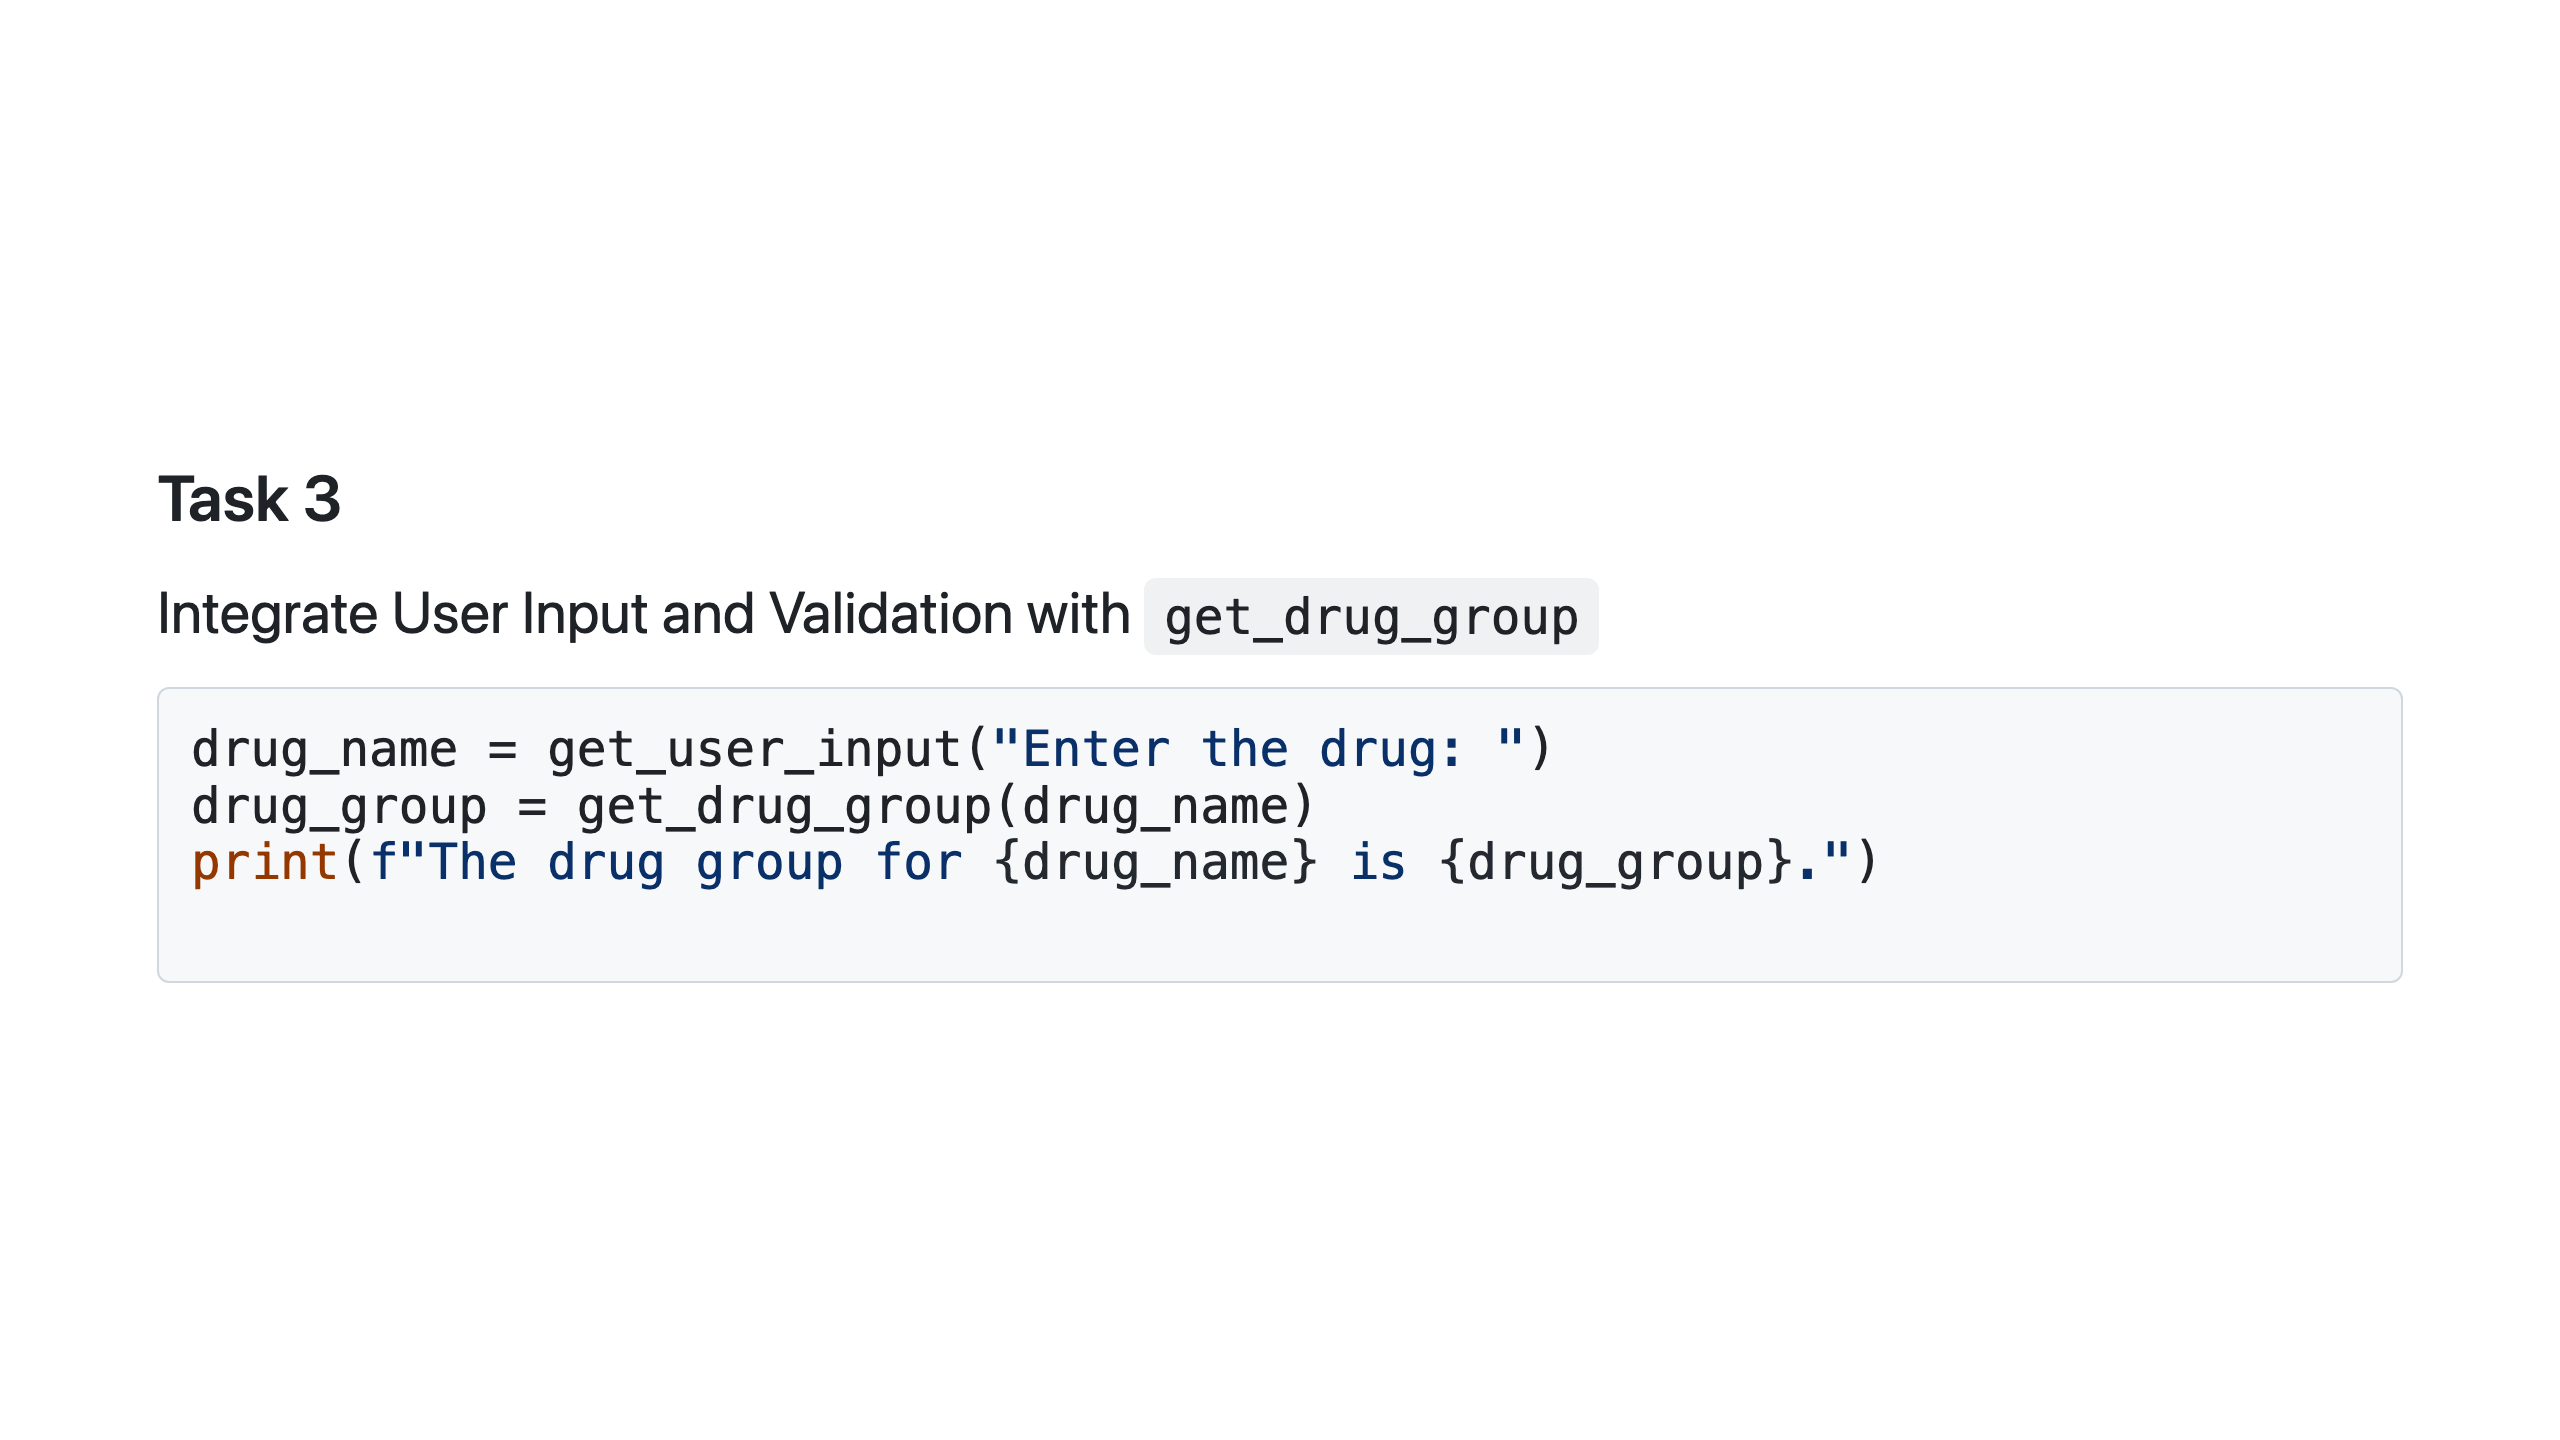 Task 3
Integrate User Input and Validation with get_drug_group
drug_name = get_user_input("Enter the drug: ")
drug_group = get_drug_group(drug_name)
print(f"The drug group for {drug_name} is {drug_group}.")